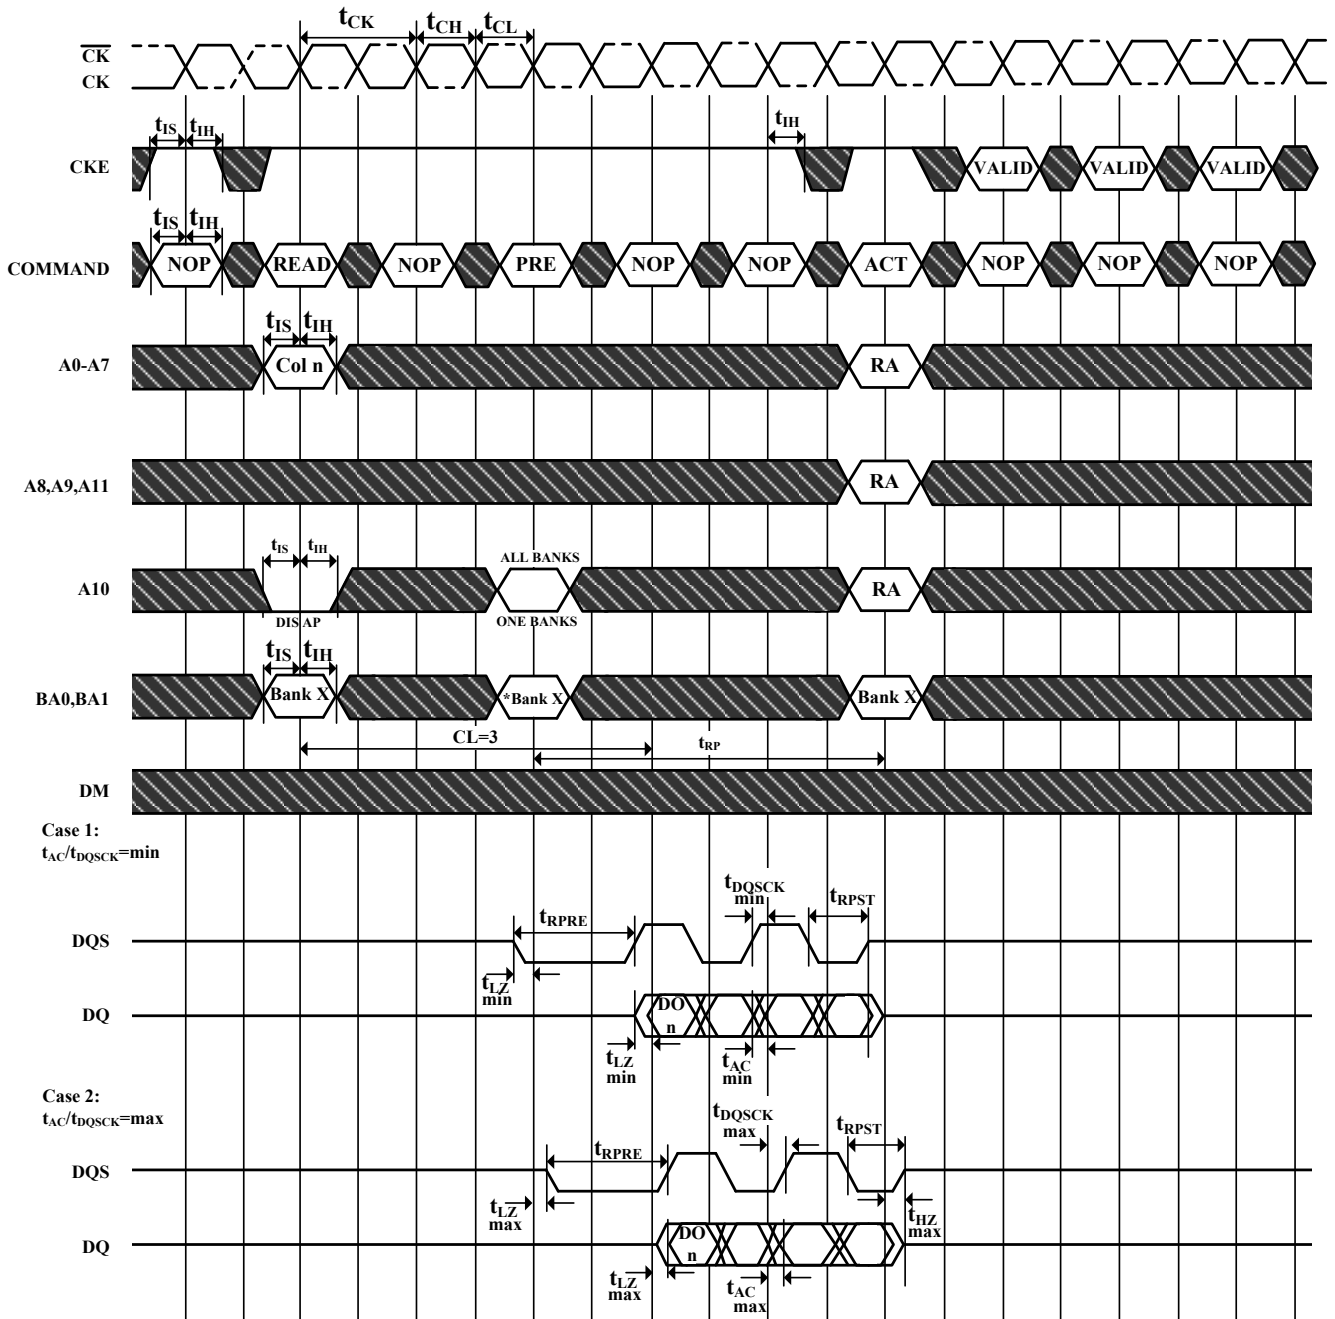 tCK tCH tCL
CK
CK
tIS tIH tIH
CKE VALID VALID VALID
tIS tIH
COMMAND NOP READ NOP PRE NOP NOP ACT NOP NOP NOP
tIS tIH
A0-A7 Col n RA
A8,A9,A11 RA
tIS tIH ALL BANKS
A10 RA
DIS AP ONE BANKS
tIS tIH
BA0,BA1 Bank X *Bank X Bank X
CL=3 tRP
DM
Case 1:
tAC/tDQSCK=min
tDQSCK
min
tRPRE tRPST
DQS
tLZ
min
DQ DO
n
tLZ
min
tAC
min
Case 2:
tAC/tDQSCK=max
tDQSCK
max
tRPRE tRPST
DQS
tLZ
max
tHZ
max
DQ DO
n
tLZ
max
tAC
max